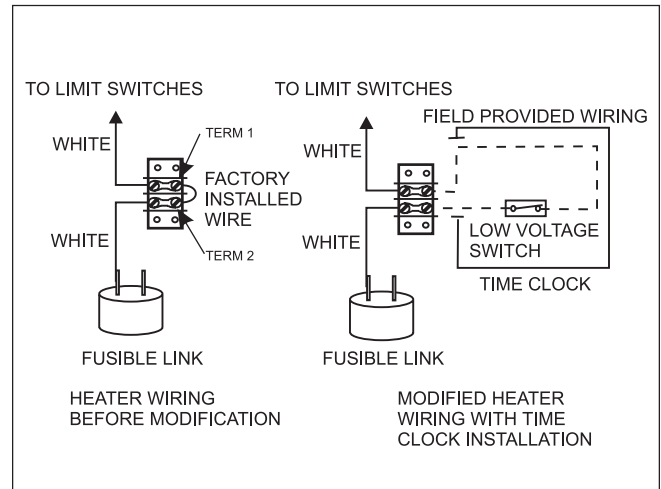 TO LIMIT SWITCHES
WHITE
TERM 1
FACTORY
INSTALLED
WIRE
WHITE
TERM 2
FUSIBLE LINK
HEATER WIRING
BEFORE MODIFICATION
TO LIMIT SWITCHES
FIELD PROVIDED WIRING
WHITE
WHITE
LOW VOLTAGE
SWITCH
TIME CLOCK
FUSIBLE LINK
MODIFIED HEATER
WIRING WITH TIME
CLOCK INSTALLATION